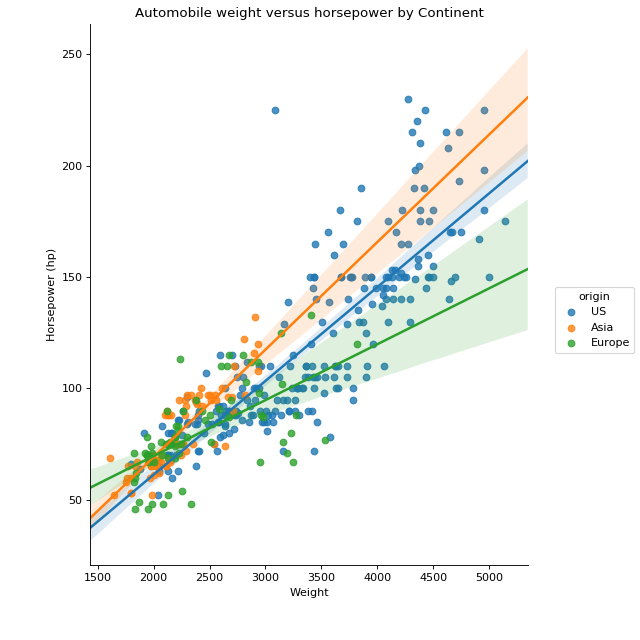 Automobile weight versus horsepower by Continent
250
200
150
100
50
Horsepower (hp)
1500 2000 2500 3000 3500 4000 4500 5000
Weight
origin
US
Asia
Europe